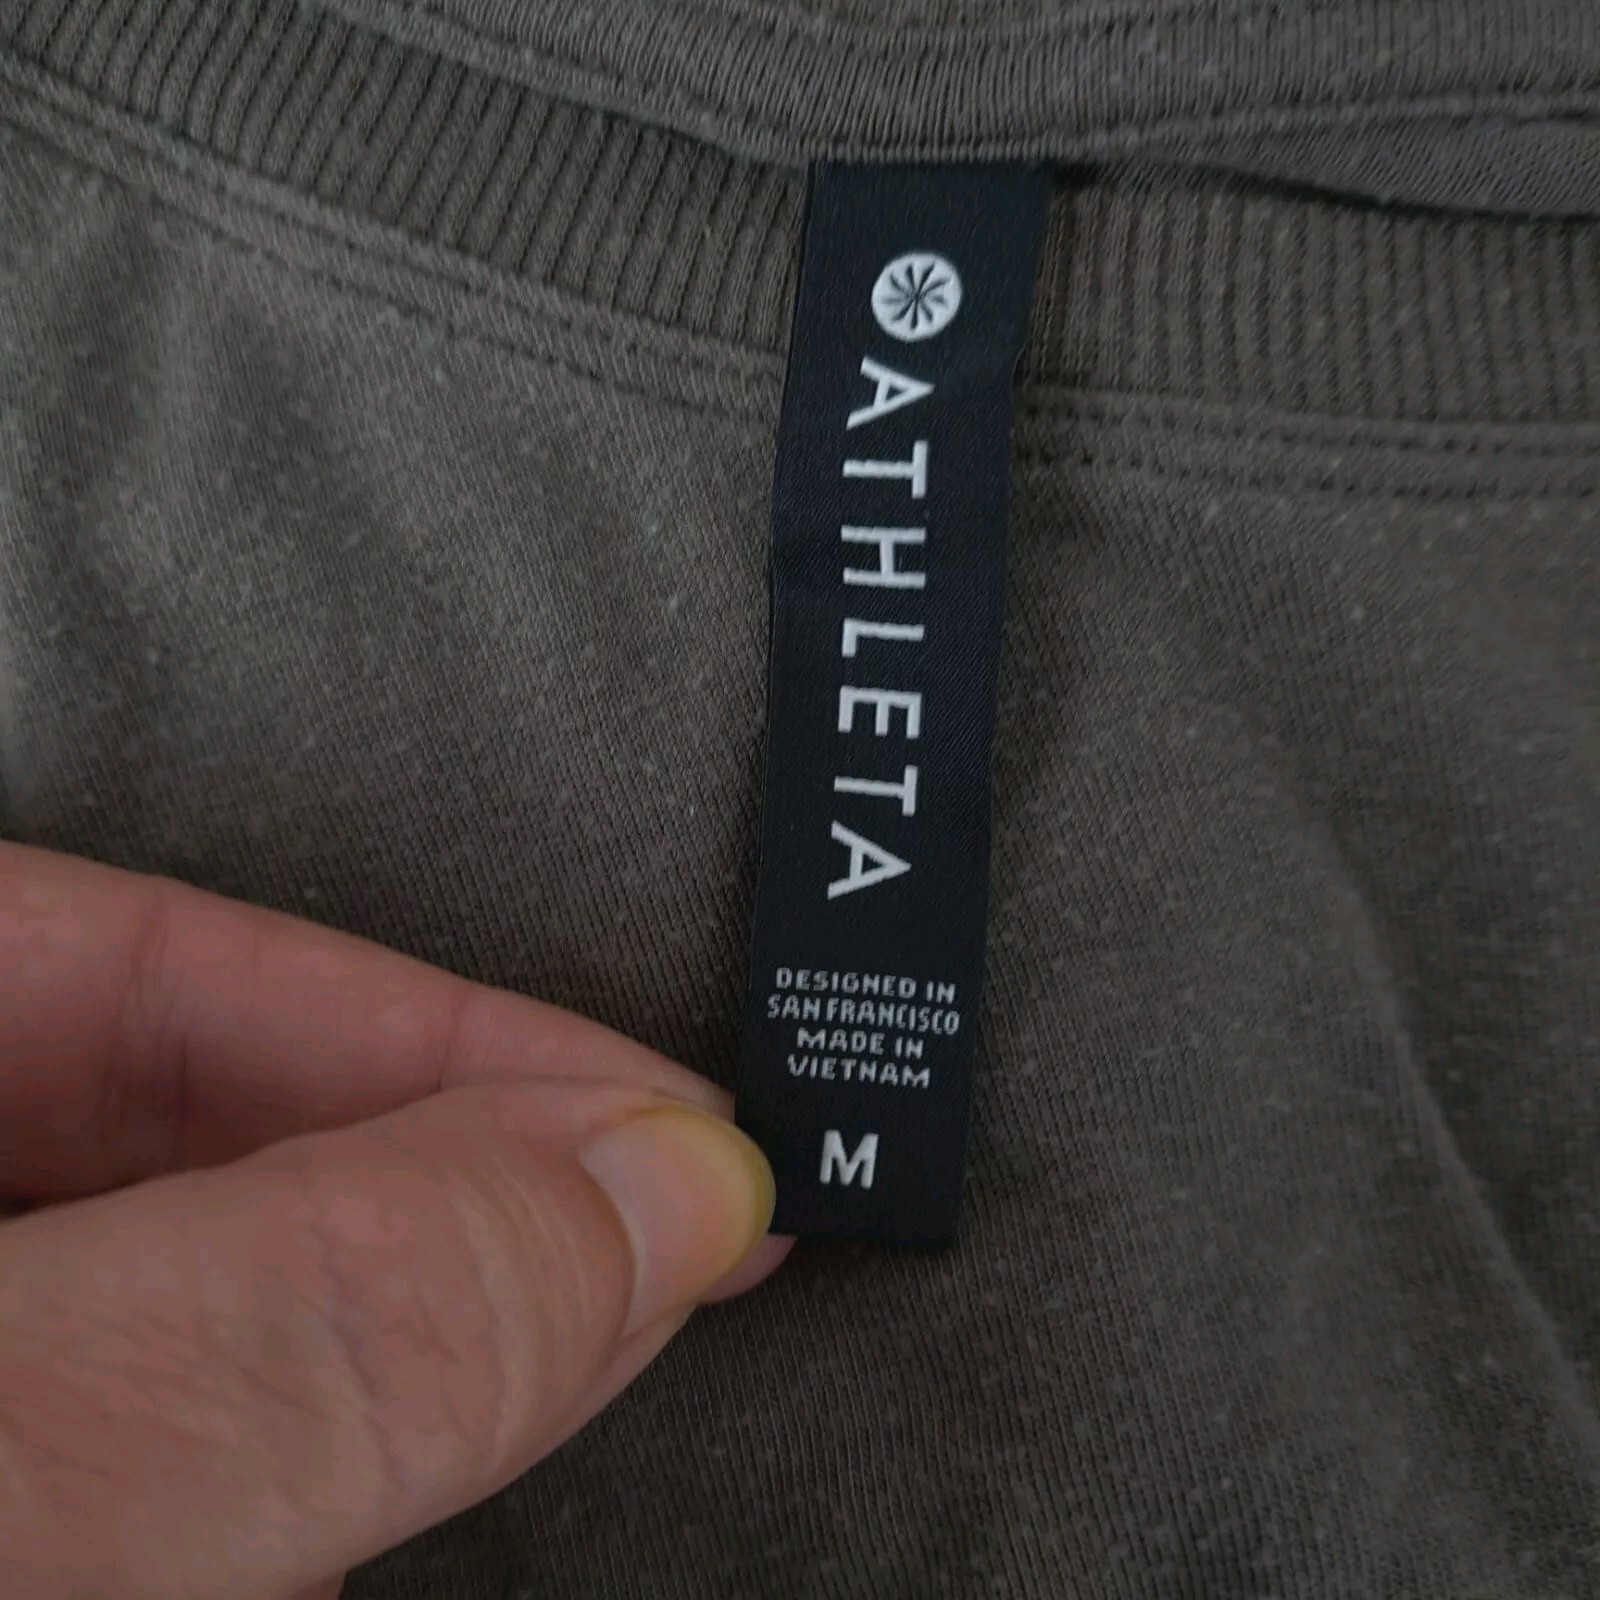 ATHLETA
DESIGNED IN
SAN FRANCISCO
MADE IN
VIETNAM
M